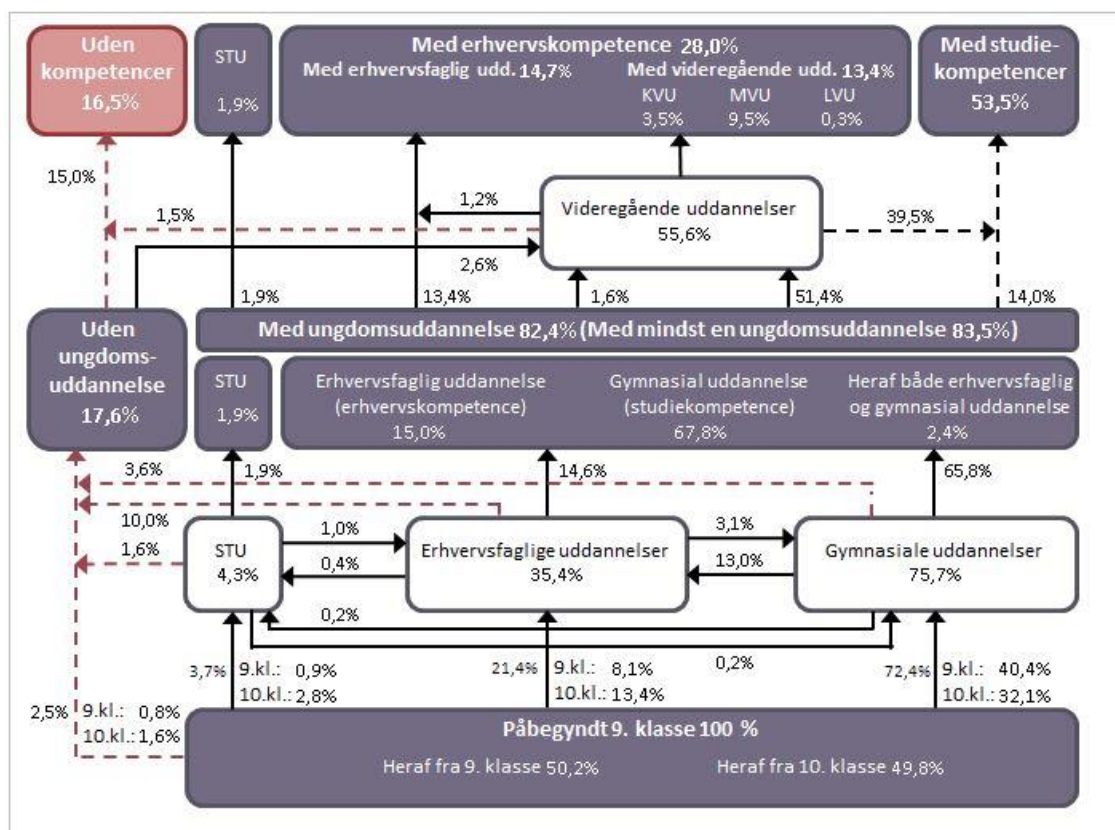 Uden
kompetencer
16,5%
STU
1,9%
Med erhvervskompetence 28,0%
Med erhvervsfaglig udd. 14,7%
Med videregående udd. 13,4%
KVU MVU LVU
3,5% 9,5% 0,3%
Med studie-
kompetencer
53,5%
15,0%
1,5%
1,2%
Videregående uddannelser
55,6%
39,5%
2,6%
1,9%
13,4%
1,6%
51,4%
14,0%
Uden
ungdoms-
uddannelse
17,6%
Med ungdomsuddannelse 82,4% (Med mindst en ungdomsuddannelse 83,5%)
STU
1,9%
Erhvervsfaglig uddannelse
(erhvervskompetence)
15,0%
Gymnasial uddannelse
(studiekompetence)
67,8%
Heraf både erhvervsfaglig
og gymnasial uddannelse
2,4%
3,6%
1,9%
14,6%
65,8%
10,0%
1,6%
STU
4,3%
1,0%
0,4%
Erhvervsfaglige uddannelser
35,4%
3,1%
13,0%
Gymnasiale uddannelser
75,7%
0,2%
0,2%
3,7%
9.kl.: 0,9%
10.kl.: 2,8%
21,4%
9.kl.: 8,1%
10.kl.: 13,4%
72,4%
9.kl.: 40,4%
10.kl.: 32,1%
2,5%
9.kl.: 0,8%
10.kl.: 1,6%
Påbegyndt 9. klasse 100 %
Heraf fra 9. klasse 50,2%
Heraf fra 10. klasse 49,8%